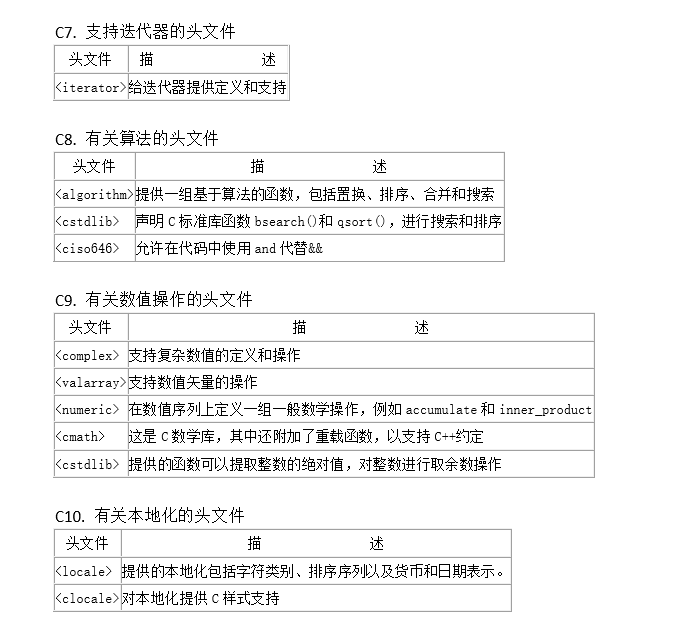 C7. 支持迭代器的头文件
头文件 描 述
<iterator> 给迭代器提供定义和支持
C8. 有关算法的头文件
头文件 描 述
<algorithm> 提供一组基于算法的函数，包括置换、排序、合并和搜索
<cstdlib> 声明 C 标准库函数 bsearch()和 qsort()，进行搜索和排序
<ciso646> 允许在代码中使用 and 代替&&
C9. 有关数值操作的头文件
头文件 描 述
<complex> 支持复杂数值的定义和操作
<valarray> 支持数值矢量的操作
<numeric> 在数值序列上定义一组一般数学操作，例如 accumulate 和 inner_product
<cmath> 这是 C 数学库，其中还附加了重载函数，以支持 C++约定
<cstdlib> 提供的函数可以提取整数的绝对值，对整数进行取余数操作
C10. 有关本地化的头文件
头文件 描 述
<locale> 提供的本地化包括字符类别、排序序列以及货币和日期表示。
<clocale> 对本地化提供 C 样式支持